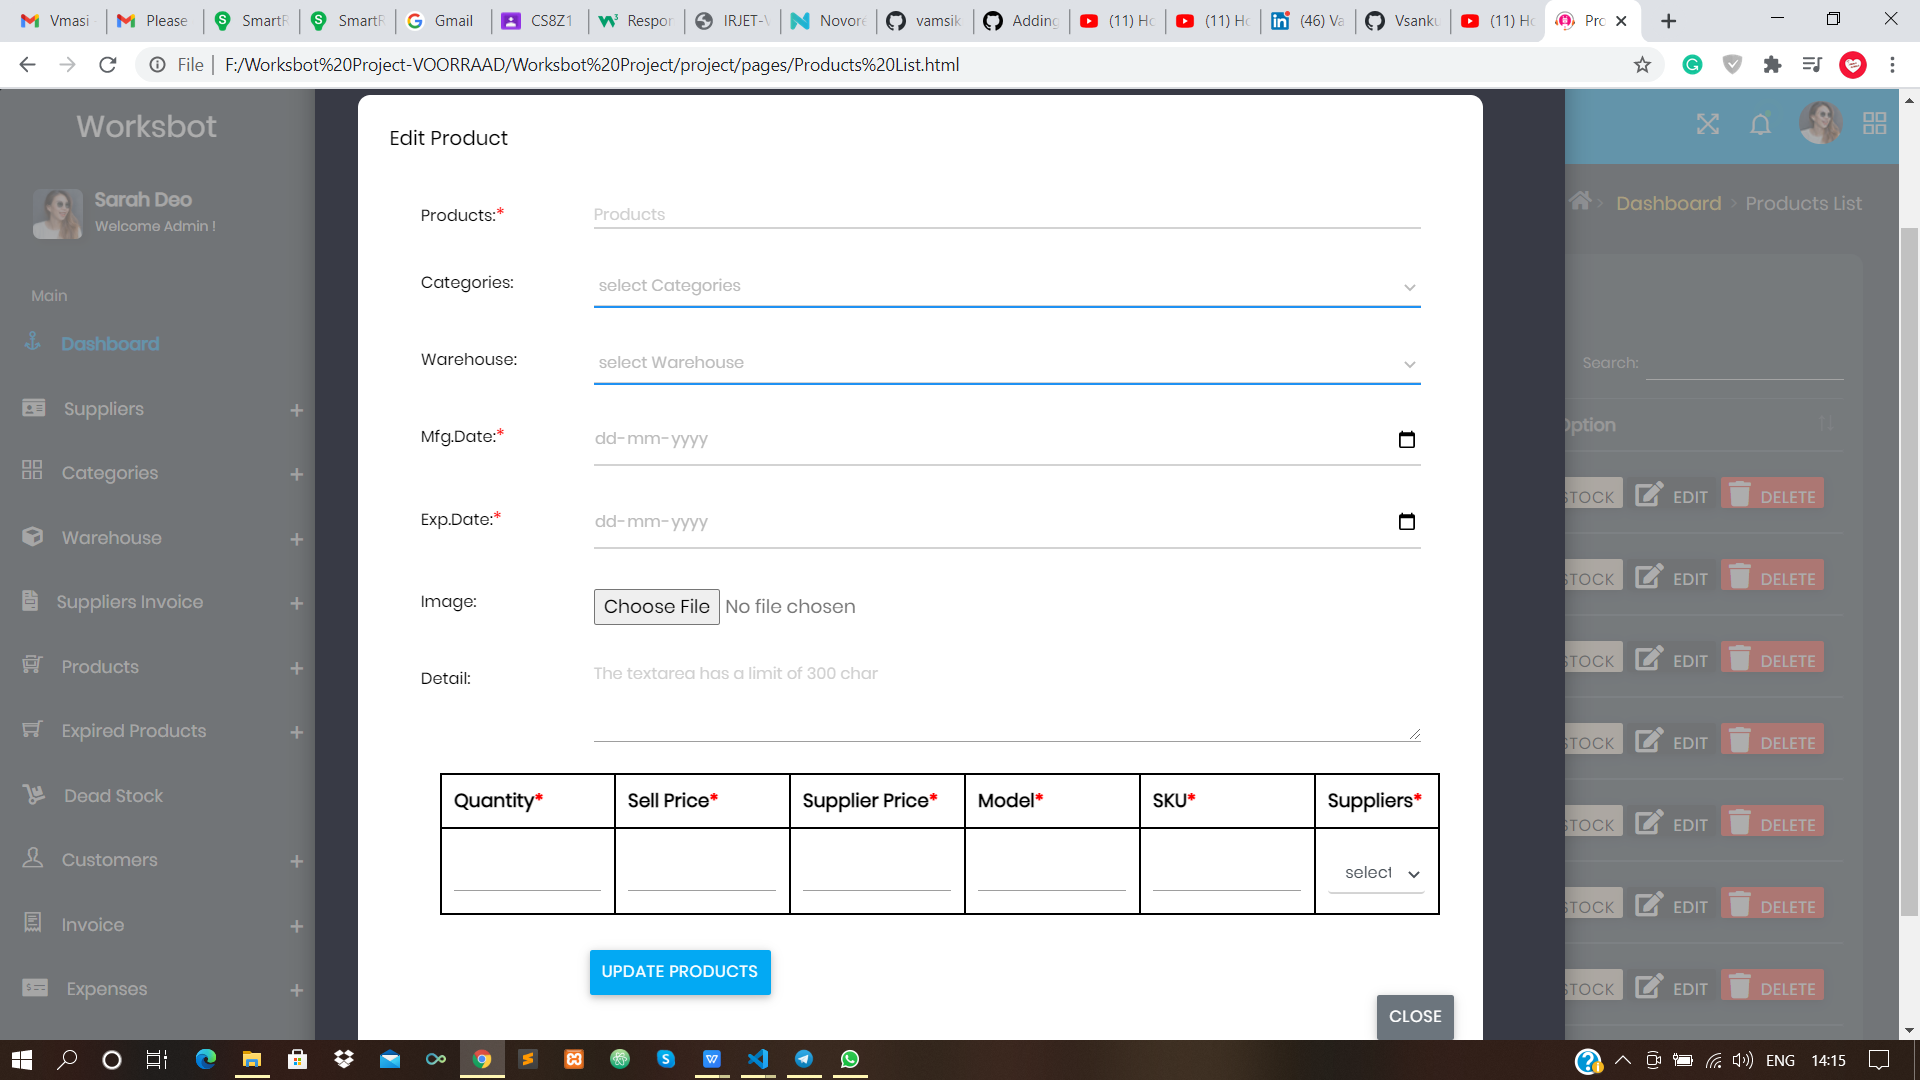 Vmasi
Please
SmartR
SmartR
Gmail
CS8Z1
Respor
IRJET-V
Novore
vamsik
Adding
(11) Ho
(11) Ho
(46) Va
Vsanku
(11) Ho
Pro
File
F:/Worksbot%20Project-VOORRAAD/Worksbot%20Project/project/pages/Products%20List.html
Worksbot
Sarah Deo
Welcome Admin !
Main
Dashboard
Suppliers +
Categories +
Warehouse +
Suppliers Invoice +
Products +
Expired Products +
Dead Stock
Customers +
Invoice +
Expenses +
Edit Product
Products:* Products
Categories: select Categories
Warehouse: select Warehouse
Mfg.Date:* dd-mm-yyyy
Exp.Date:* dd-mm-yyyy
Image: Choose File No file chosen
Detail: The textarea has a limit of 300 char
Quantity* Sell Price* Supplier Price* Model* SKU* Suppliers*
select
UPDATE PRODUCTS
CLOSE
Dashboard > Products List
Search:
Option
STOCK EDIT DELETE
STOCK EDIT DELETE
STOCK EDIT DELETE
STOCK EDIT DELETE
STOCK EDIT DELETE
STOCK EDIT DELETE
STOCK EDIT DELETE
ENG 14:15